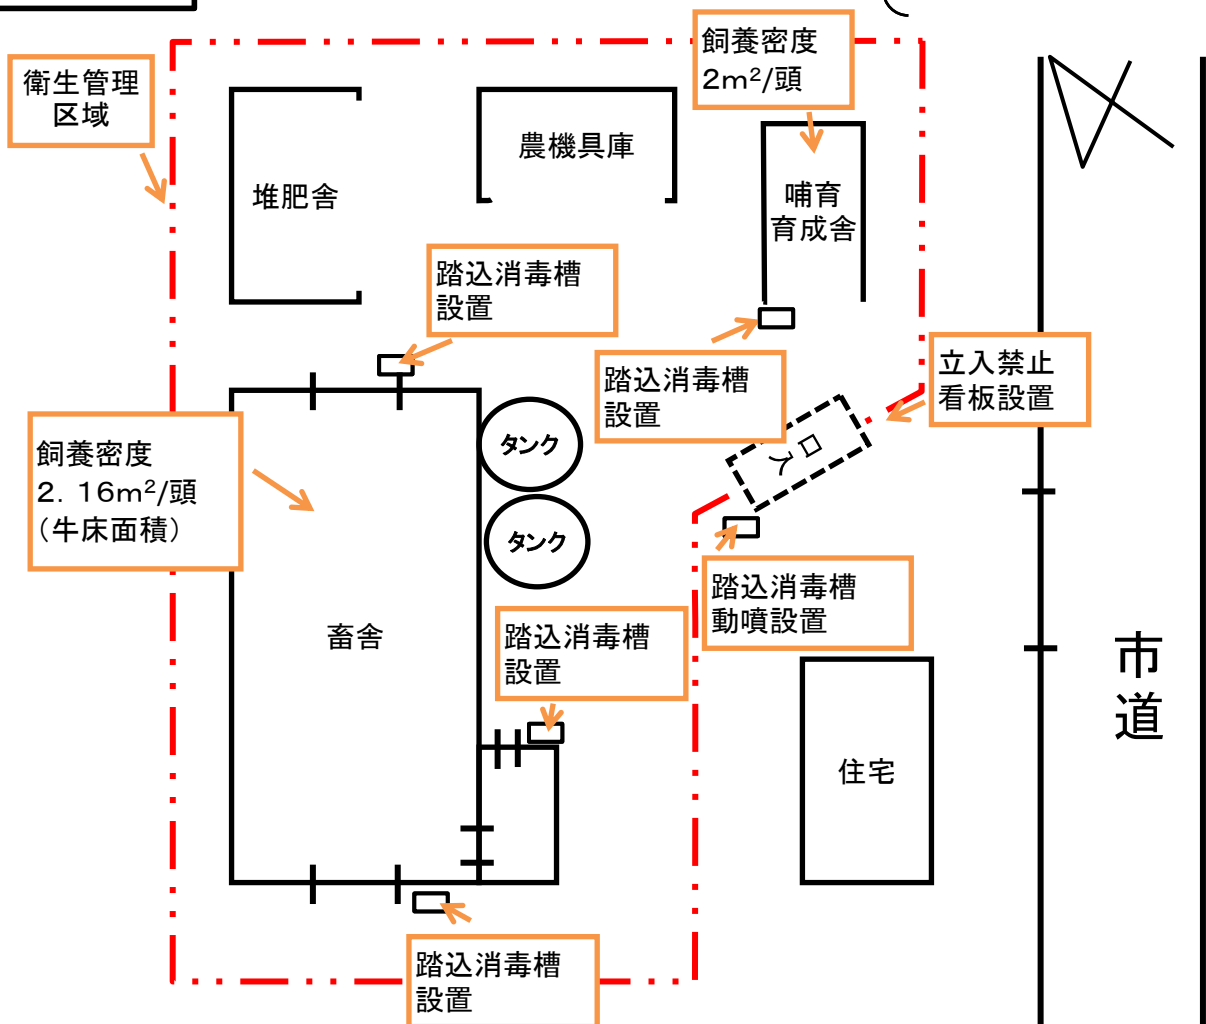 飼養密度
2m²/頭
衛生管理
区域
農機具庫
堆肥舎
哺育
育成舎
踏込消毒槽
設置
踏込消毒槽
設置
立入禁止
看板設置
入口
タンク
飼養密度
2．16m²/頭
（牛床面積）
タンク
踏込消毒槽
動噴設置
踏込消毒槽
設置
畜舎
市道
住宅
踏込消毒槽
設置